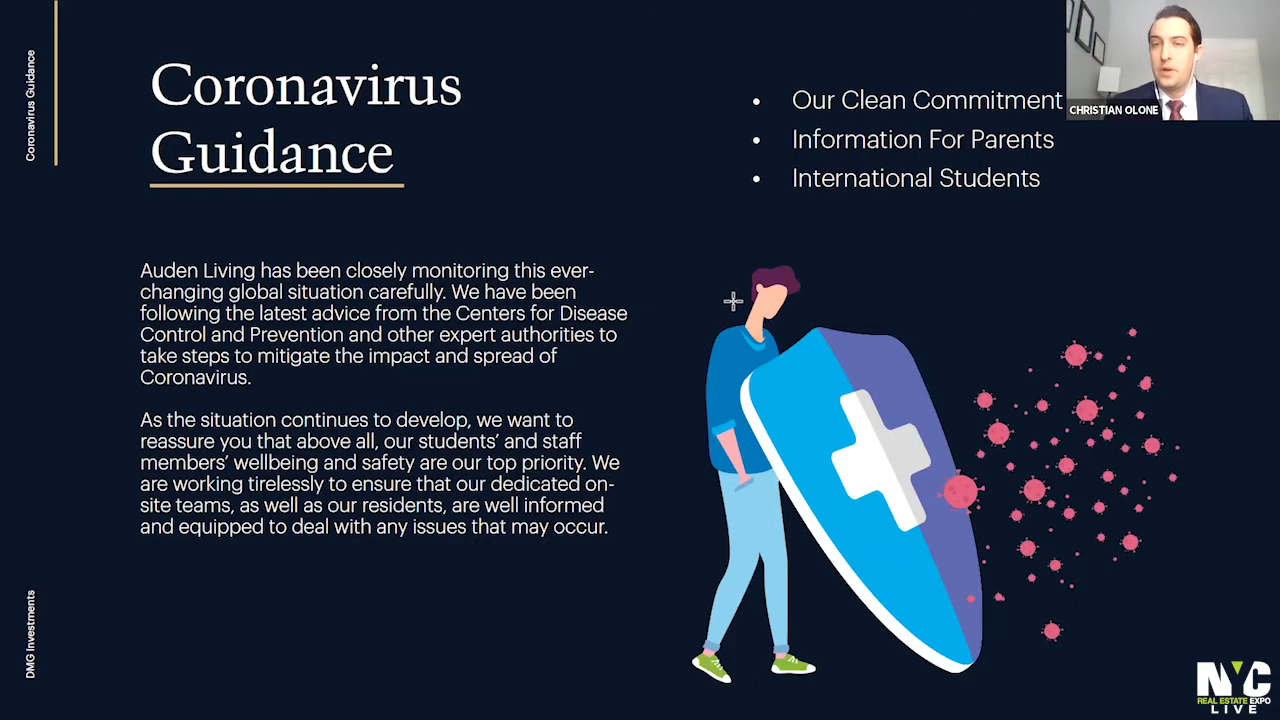 Coronavirus Guidance
Coronavirus
Guidance
• Our Clean Commitment
• Information For Parents
• International Students
CHRISTIAN OLONE
Auden Living has been closely monitoring this ever-
changing global situation carefully. We have been
following the latest advice from the Centers for Disease
Control and Prevention and other expert authorities to
take steps to mitigate the impact and spread of
Coronavirus.
As the situation continues to develop, we want to
reassure you that above all, our students’ and staff
members’ wellbeing and safety are our top priority. We
are working tirelessly to ensure that our dedicated on-
site teams, as well as our residents, are well informed
and equipped to deal with any issues that may occur.
DMG Investments
NYC
REAL ESTATE EXPO
LIVE